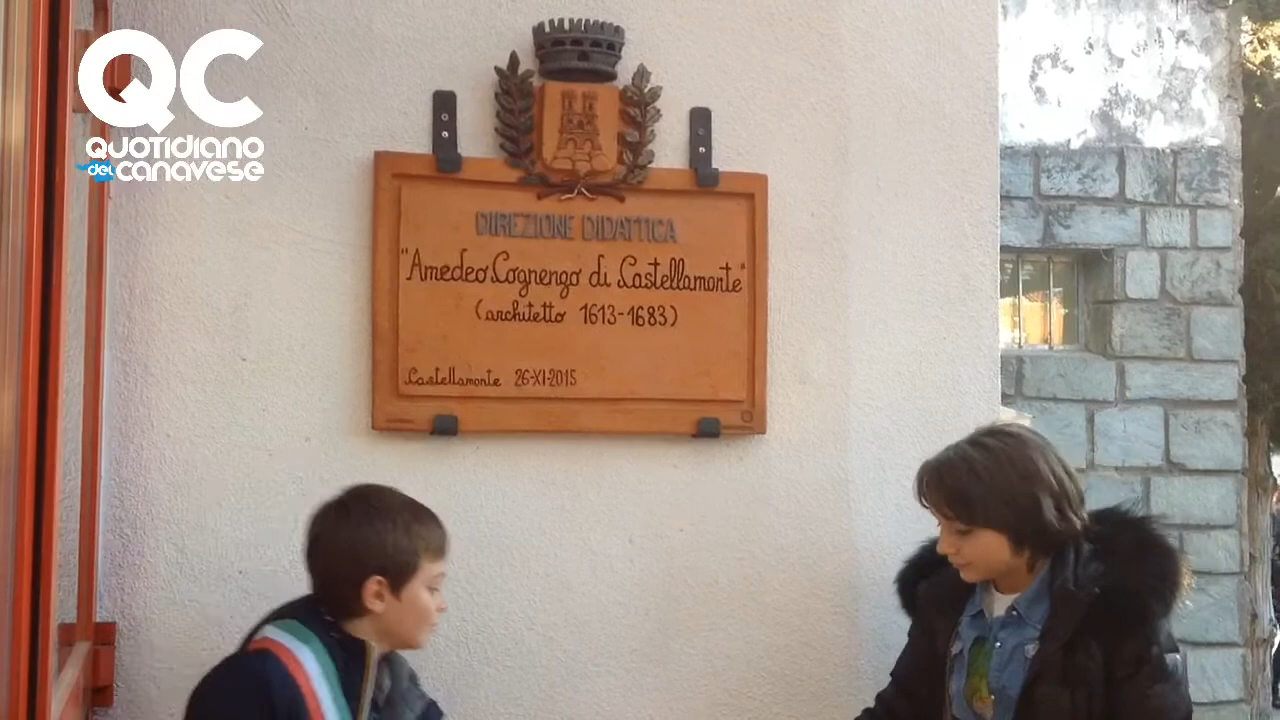 QC
QUOTIDIANO
del CANAVESE
DIREZIONE DIDATTICA
"Amedeo Cognengo di Castellamonte"
(architetto 1613-1683)
Castellamonte 26-XI-2015